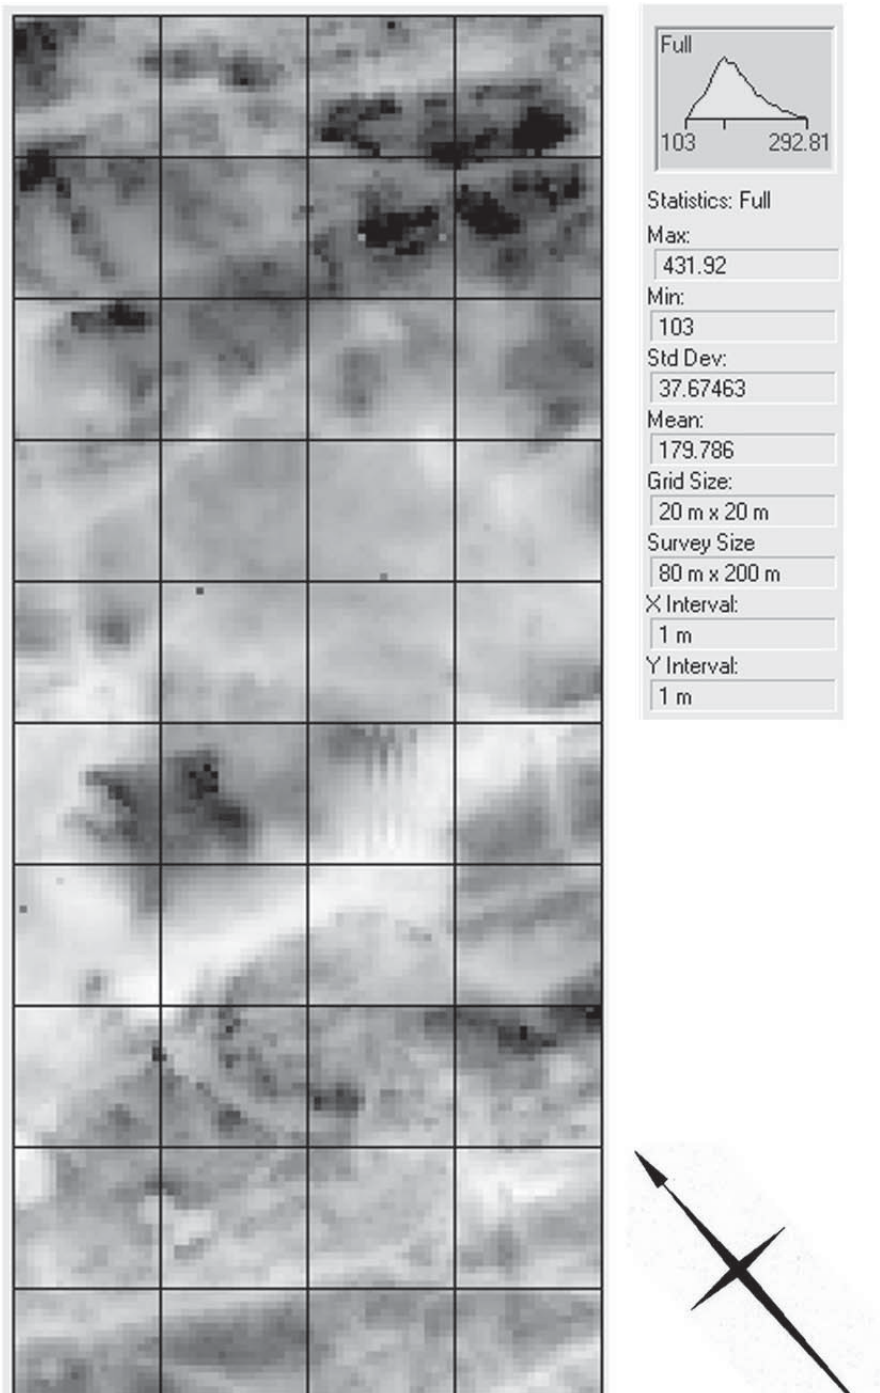 Full
103 292.81
Statistics: Full
Max:
431.92
Min:
103
Std Dev:
37.67463
Mean:
179.786
Grid Size:
20 m x 20 m
Survey Size
80 m x 200 m
X Interval:
1 m
Y Interval:
1 m